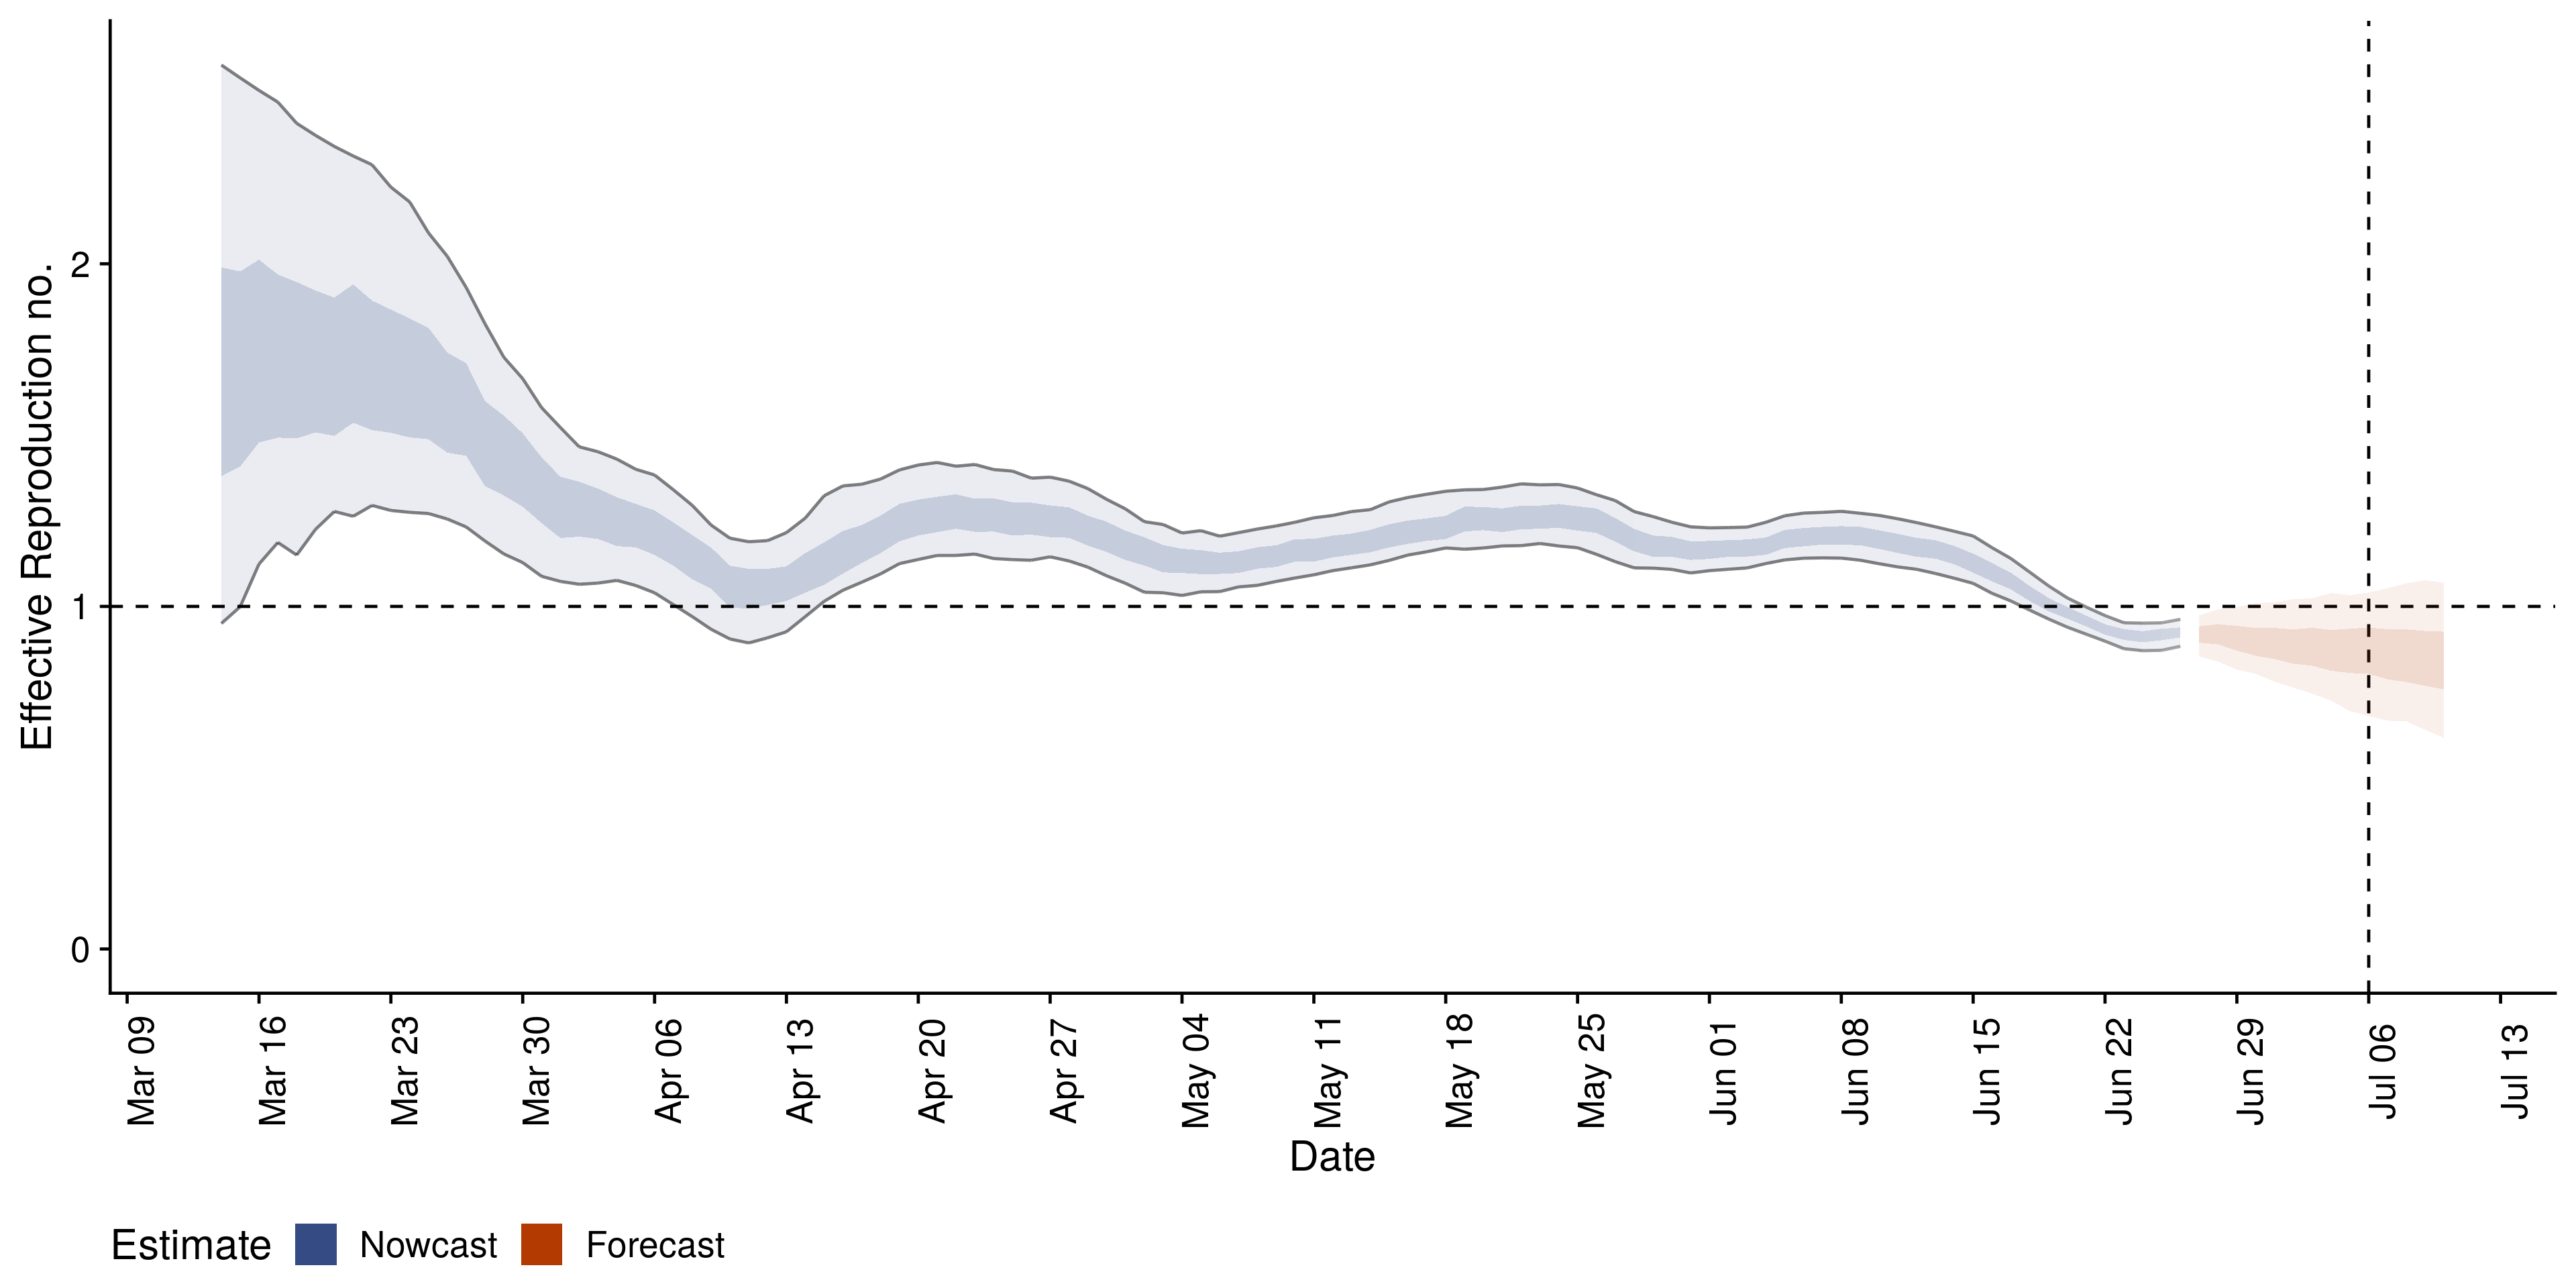 Effective Reproduction no.
2
1
0
Mar 09
Mar 16
Mar 23
Mar 30
Apr 06
Apr 13
Apr 20
Apr 27
May 04
May 11
May 18
May 25
Jun 01
Jun 08
Jun 15
Jun 22
Jun 29
Jul 06
Jul 13
Date
Estimate Nowcast Forecast